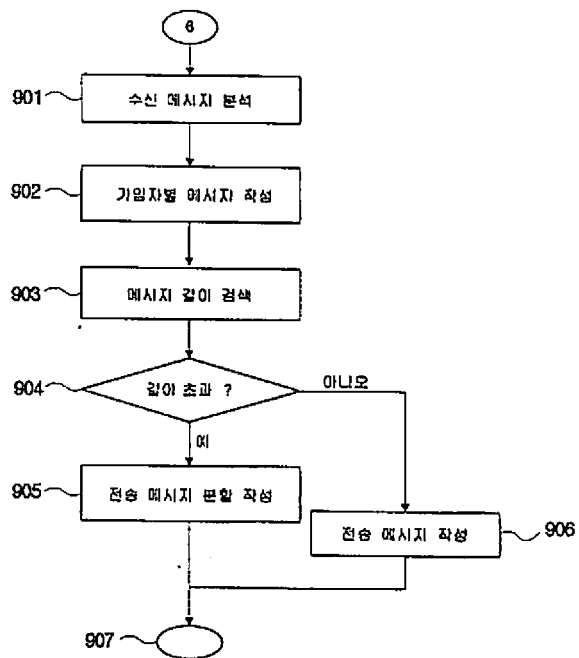 6
901
수신 메시지 분석
902
가입자별 메시지 작성
903
메시지 길이 검색
904
길이 초과 ?
아니오
예
905
전송 메시지 분할 작성
전송 메시지 작성
906
907